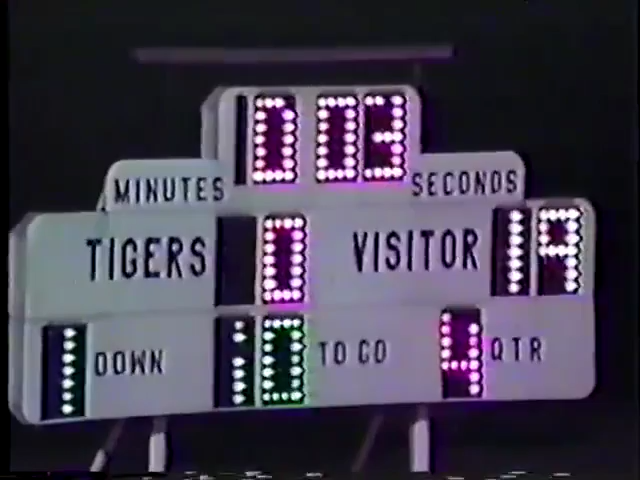 0 03
MINUTES SECONDS
TIGERS 0 VISITOR 19
1 DOWN 10 TO GO 4 QTR